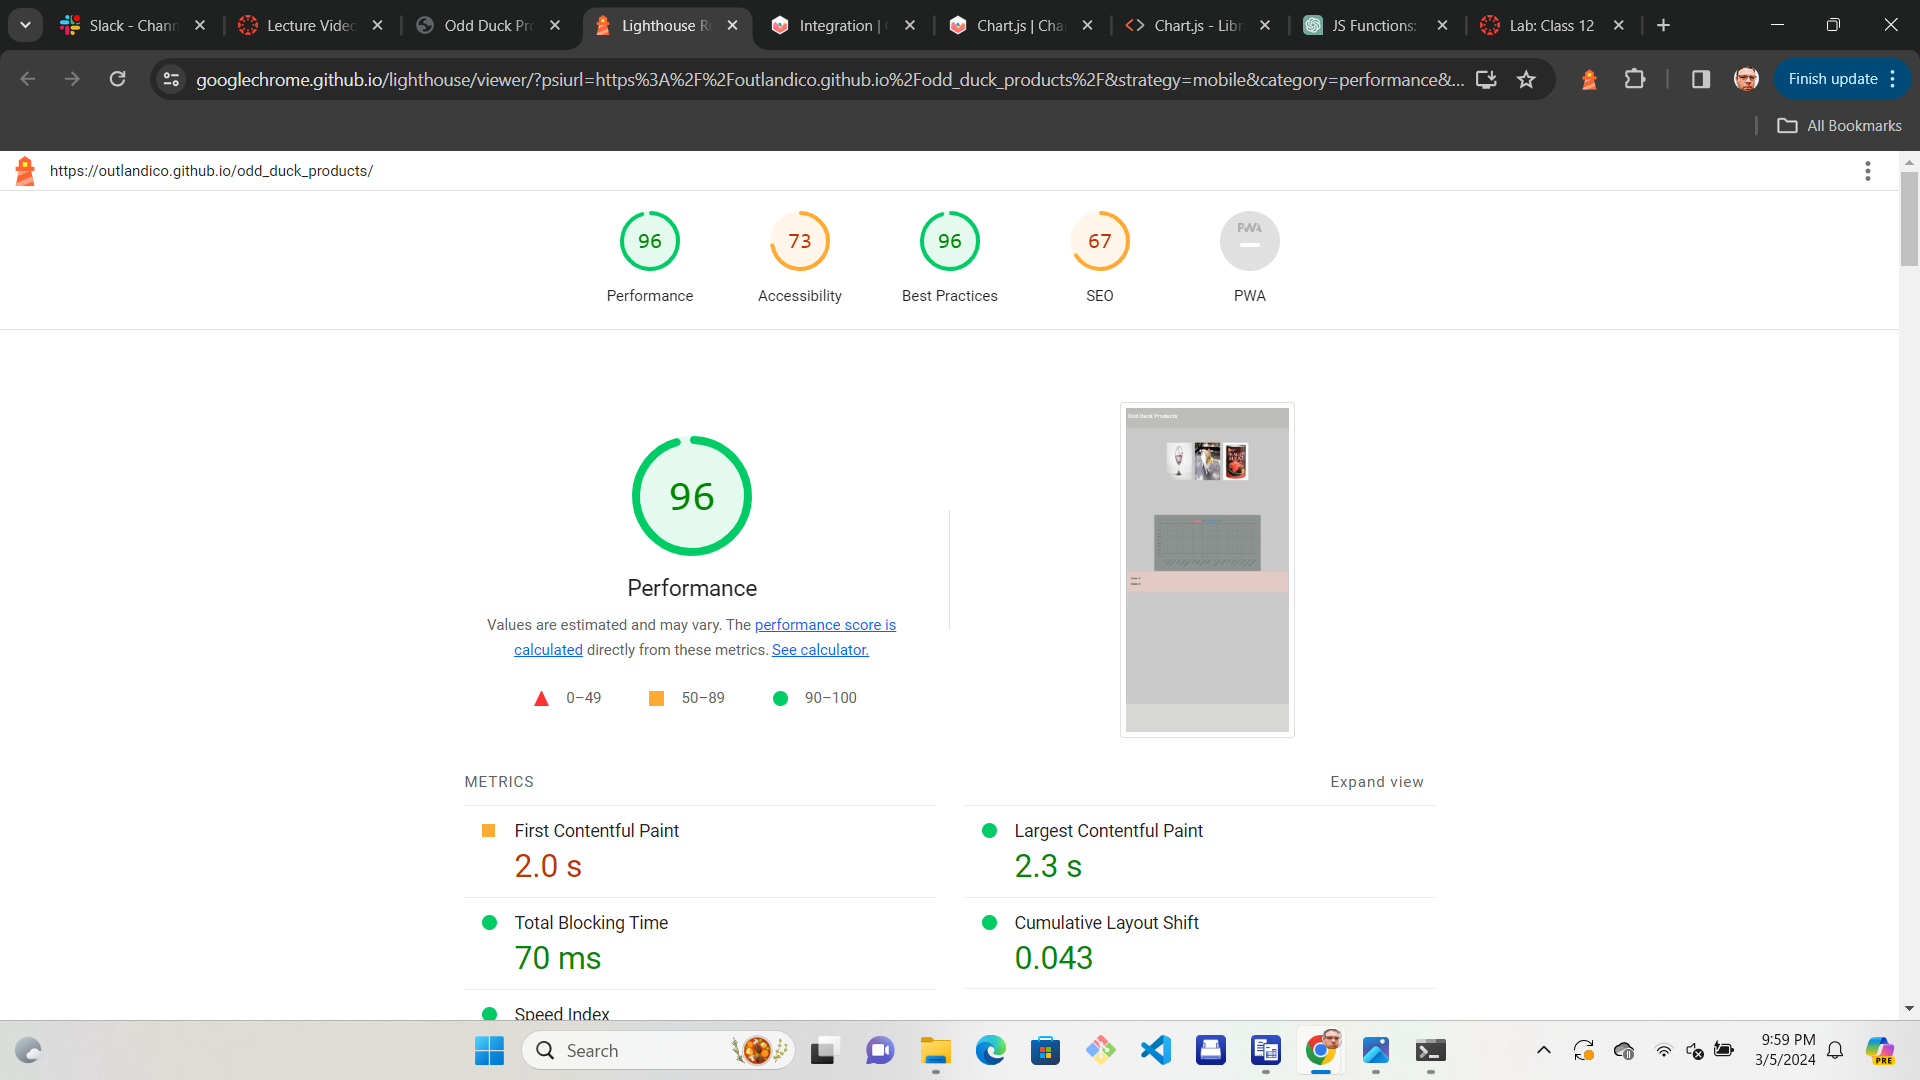 Slack - Chann
Lecture Video
Odd Duck Pro
Lighthouse Re
Integration | C
Chart.js | Cha
Chart.js - Libr
JS Functions:
Lab: Class 12
googlechrome.github.io/lighthouse/viewer/?psiurl=https%3A%2F%2Foutlandico.github.io%2Fodd_duck_products%2F&strategy=mobile&category=performance&...
Finish update
All Bookmarks
https://outlandico.github.io/odd_duck_products/
96
73
96
67
PWA
Performance
Accessibility
Best Practices
SEO
PWA
Odd Duck Products
96
Performance
Values are estimated and may vary. The performance score is
calculated directly from these metrics. See calculator.
0–49
50–89
90–100
METRICS
Expand view
First Contentful Paint
2.0 s
Largest Contentful Paint
2.3 s
Total Blocking Time
70 ms
Cumulative Layout Shift
0.043
Speed Index
Search
9:59 PM
3/5/2024
PRE